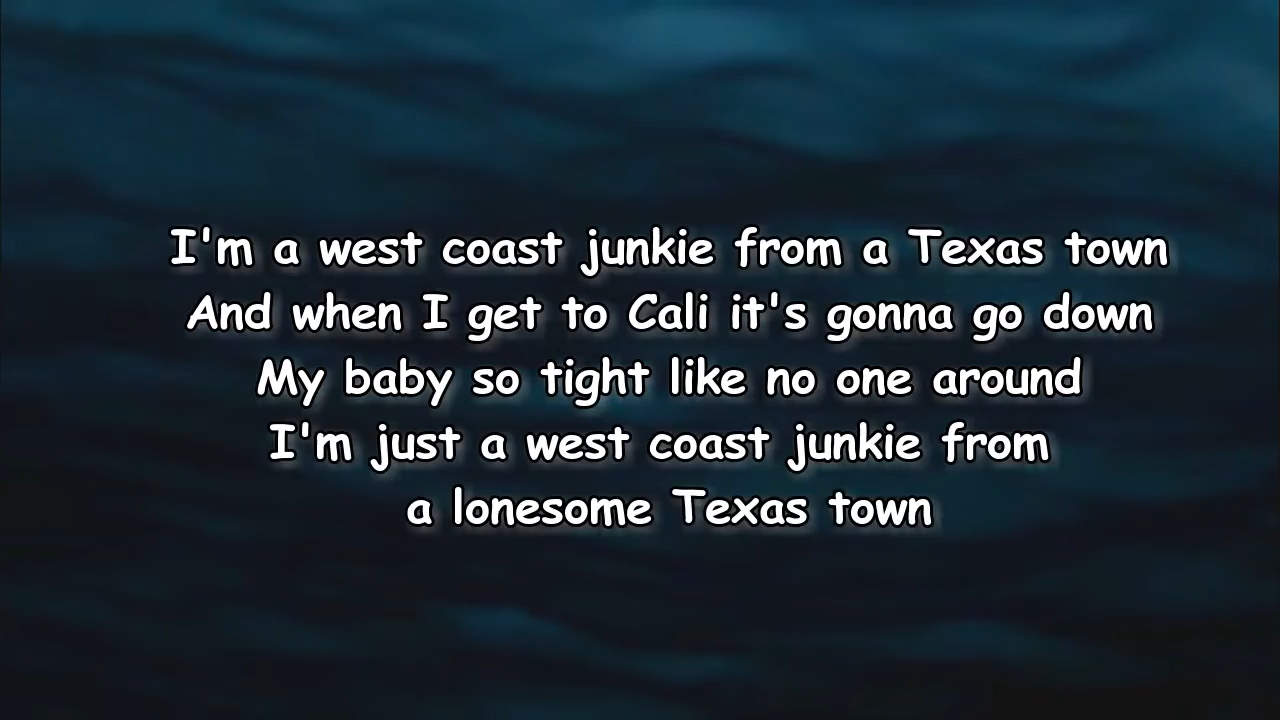 I'm a west coast junkie from a Texas town
And when I get to Cali it's gonna go down
My baby so tight like no one around
I'm just a west coast junkie from
a lonesome Texas town